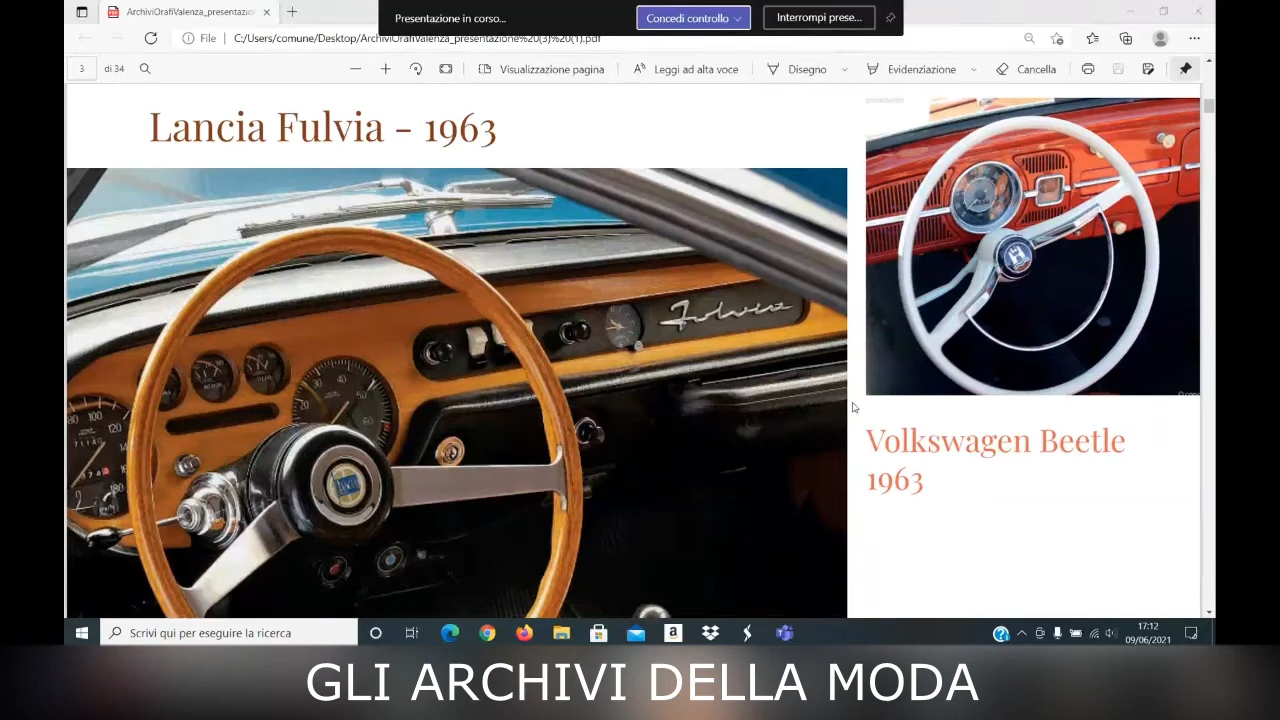 Presentazione in corso...
Concedi controllo
Interrompi prese...
ArchiviOrafiValenza_presentazio
File
C:/Users/comune/Desktop/ArchiviOrafiValenza_presentazione%20(3)%20(1).pdf
3
di 34
Visualizzazione pagina
Leggi ad alta voce
Disegno
Evidenziazione
Cancella
Lancia Fulvia - 1963
Fulvia
Volkswagen Beetle
1963
Scrivi qui per eseguire la ricerca
17:12
09/06/2021
GLI ARCHIVI DELLA MODA